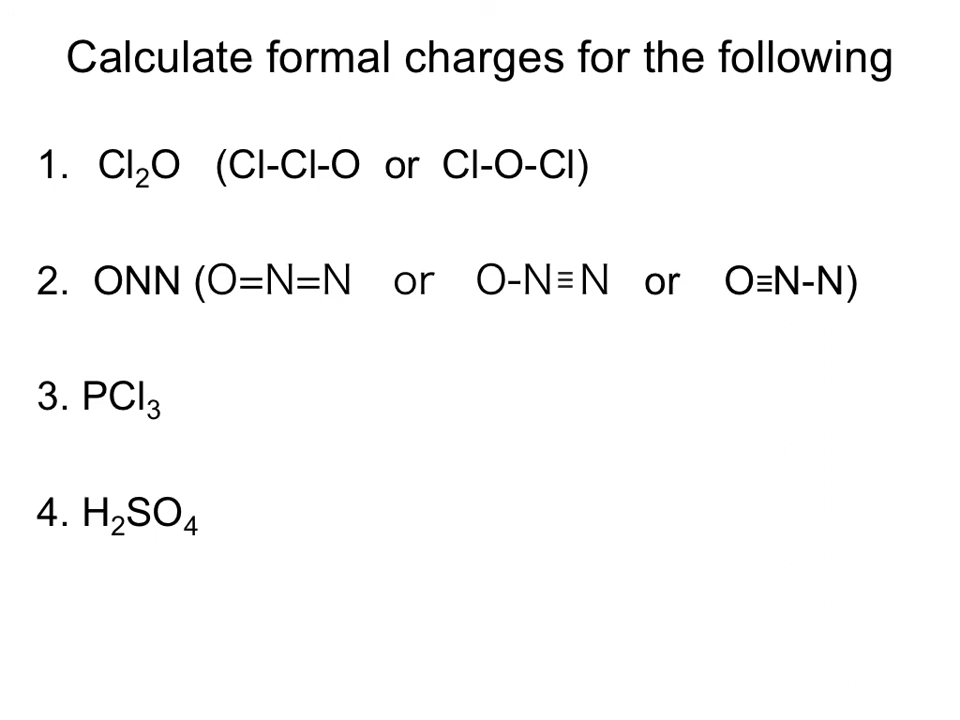 Calculate formal charges for the following
1. Cl₂O (Cl-Cl-O or Cl-O-Cl)
2. ONN (O=N=N or O-N≡N or O≡N-N)
3. PCl₃
4. H₂SO₄